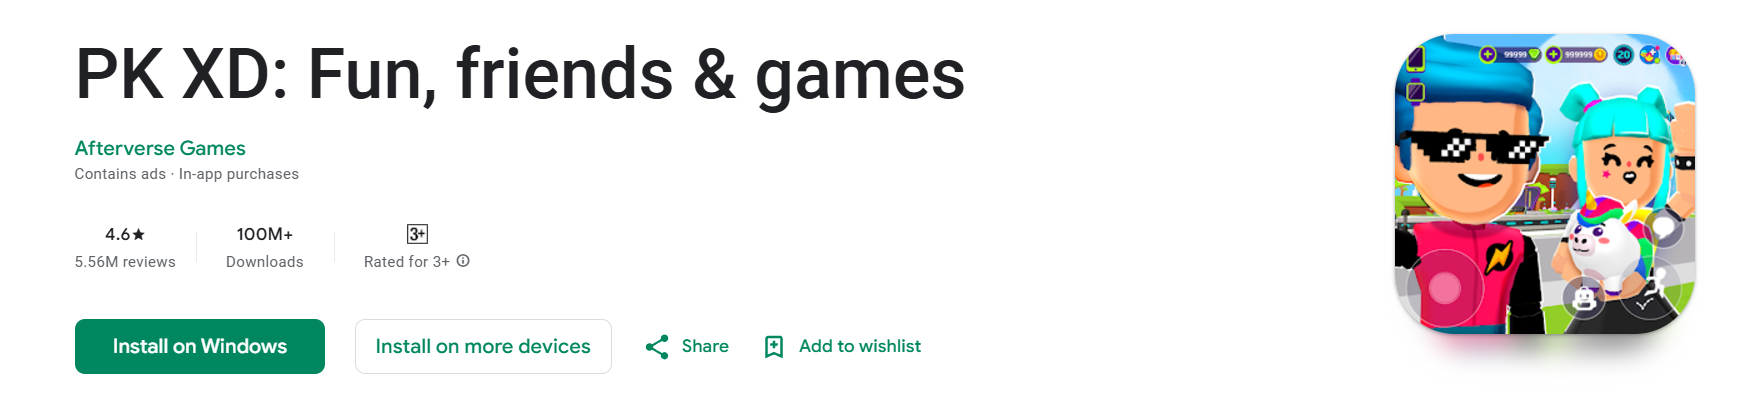 PK XD: Fun, friends & games
Afterverse Games
Contains ads · In-app purchases
4.6★
5.56M reviews
100M+
Downloads
3+
Rated for 3+
Install on Windows
Install on more devices
Share
Add to wishlist
99999
999999
20